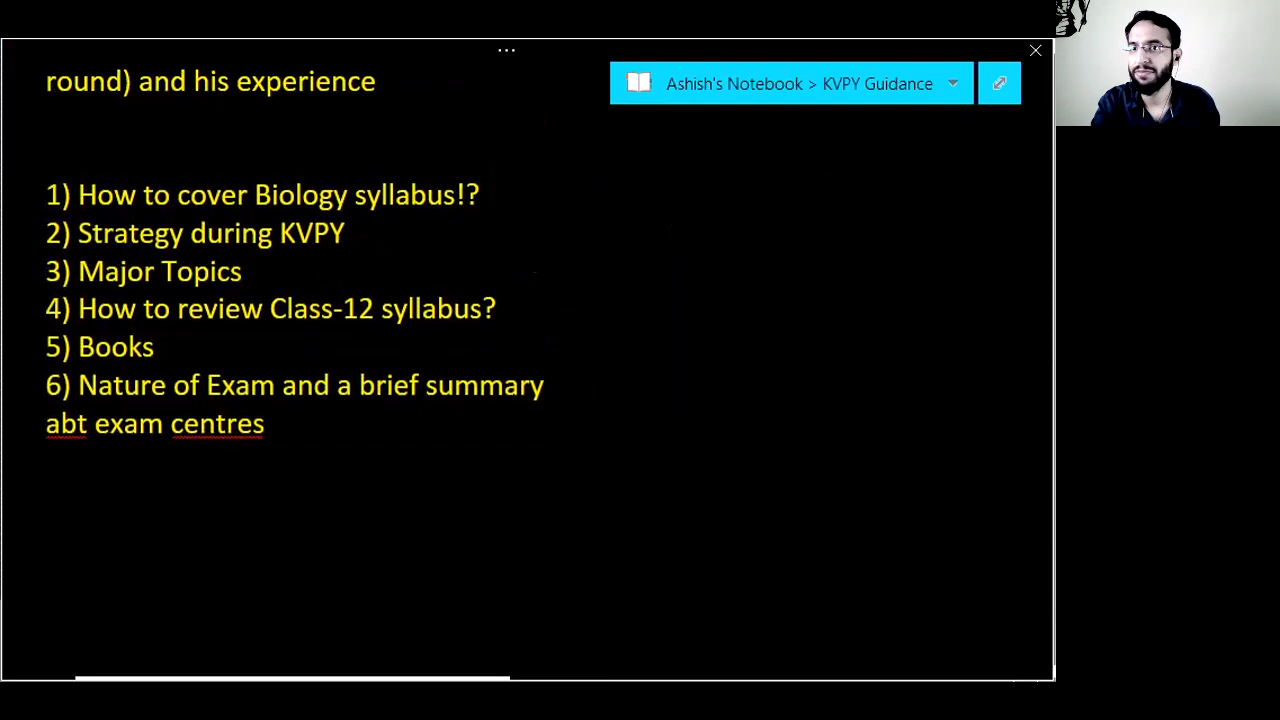 round) and his experience
Ashish's Notebook > KVPY Guidance
1) How to cover Biology syllabus!?
2) Strategy during KVPY
3) Major Topics
4) How to review Class-12 syllabus?
5) Books
6) Nature of Exam and a brief summary
abt exam centres